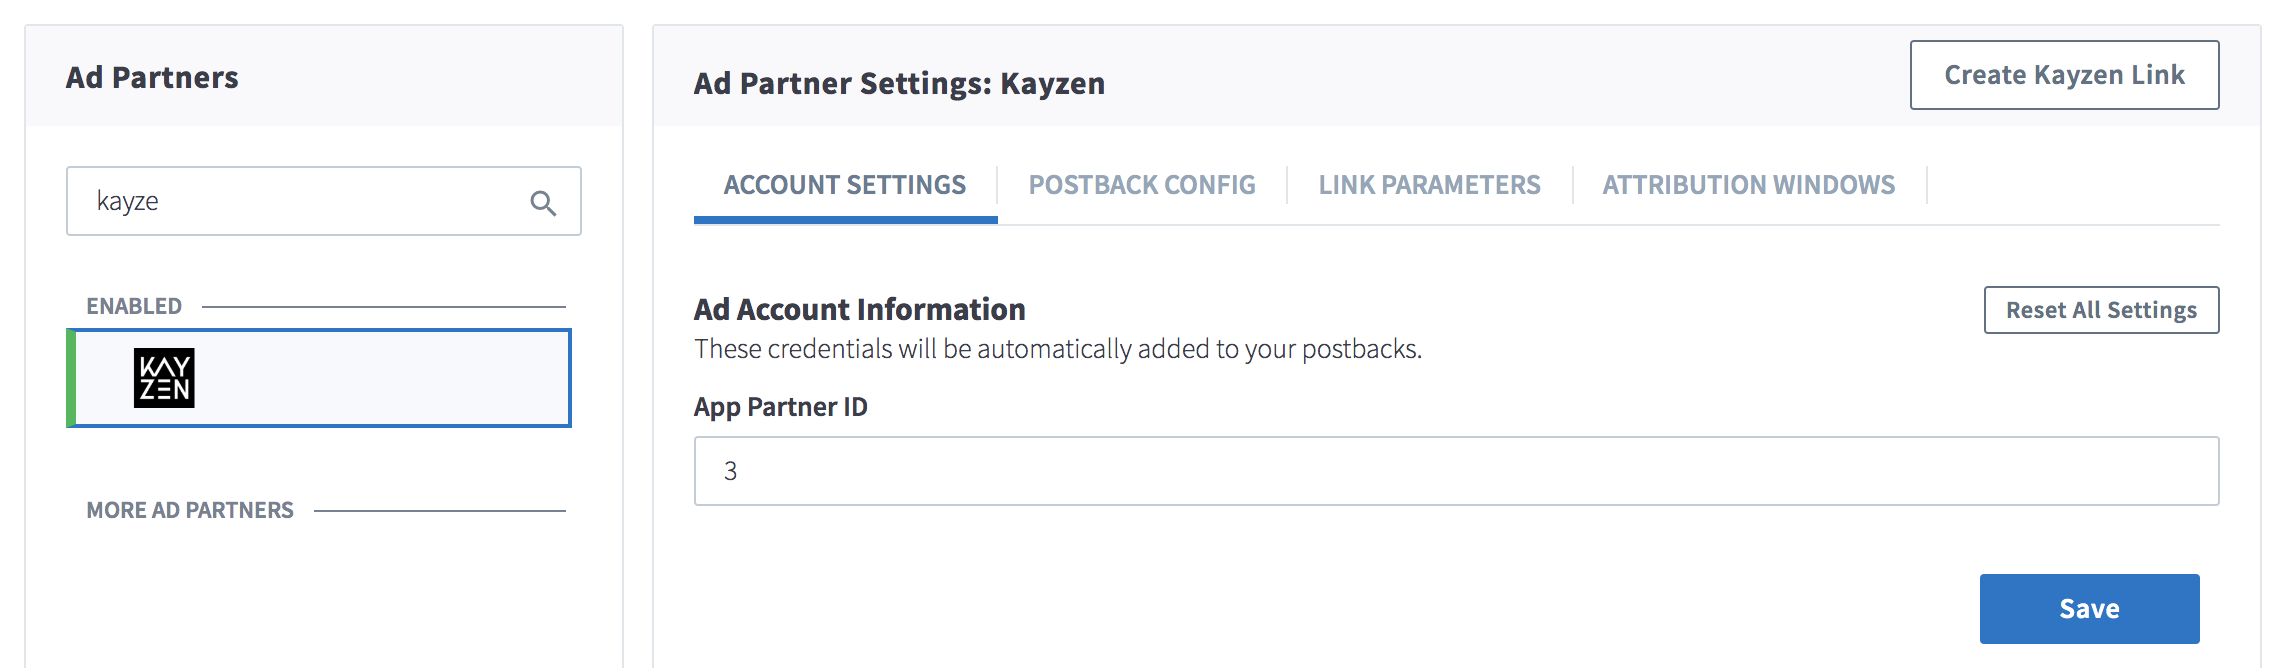 Ad Partners
kayze
ENABLED
KAY
ZEN
MORE AD PARTNERS
Ad Partner Settings: Kayzen
Create Kayzen Link
ACCOUNT SETTINGS
POSTBACK CONFIG
LINK PARAMETERS
ATTRIBUTION WINDOWS
Ad Account Information
Reset All Settings
These credentials will be automatically added to your postbacks.
App Partner ID
3
Save